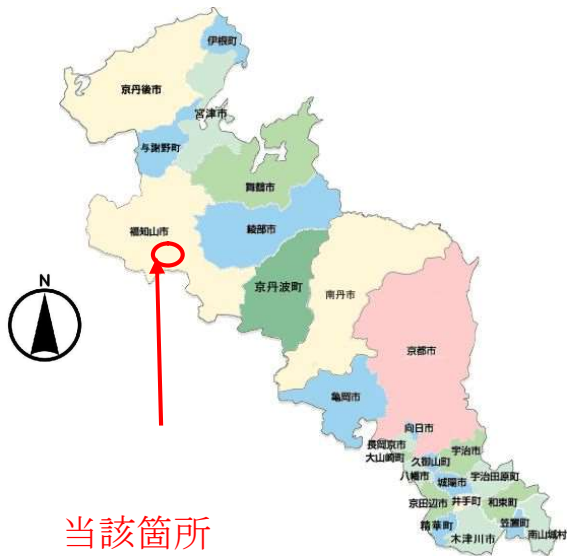 伊根町
京丹後市
宮津市
与謝野町
舞鶴市
福知山市
綾部市
N
京丹波町
南丹市
京都市
亀岡市
向日市
長岡京市
大山崎町
宇治市
久御山町
八幡市
宇治田原町
城陽市
京田辺市
井手町
和束町
精華町
笠置町
南山城村
木津川市
当該箇所